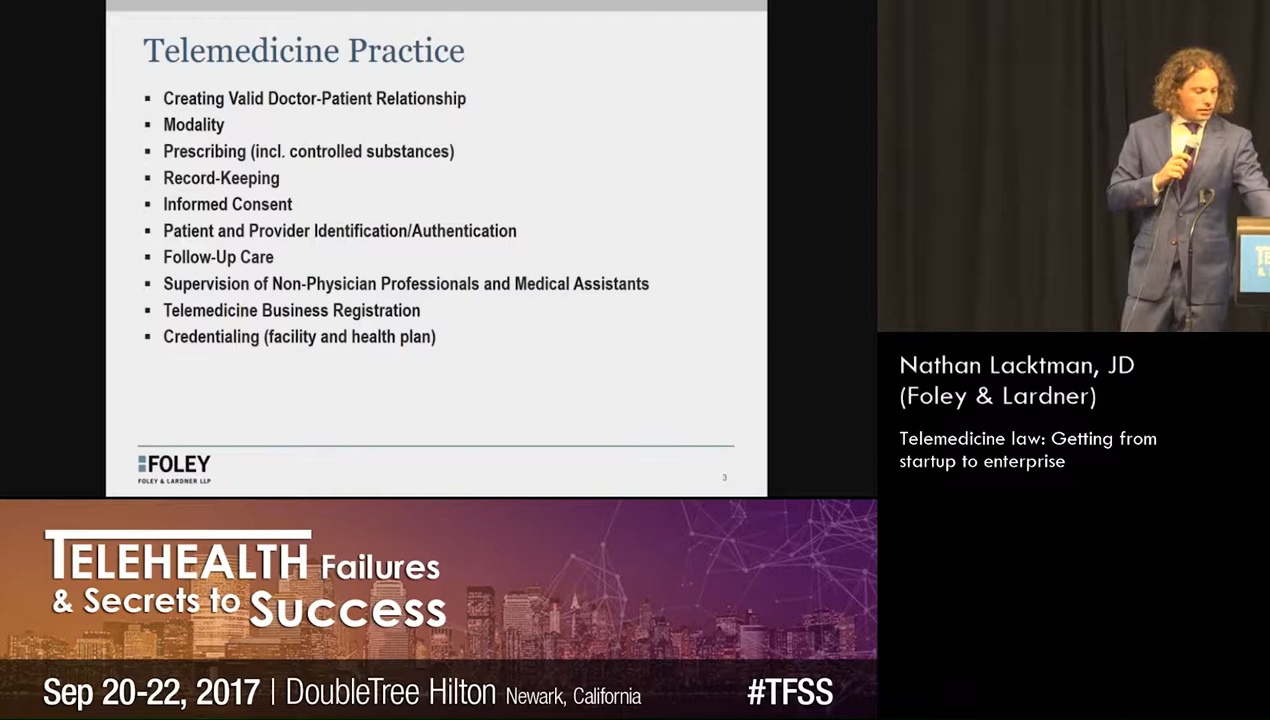 Telemedicine Practice
▪ Creating Valid Doctor-Patient Relationship
▪ Modality
▪ Prescribing (incl. controlled substances)
▪ Record-Keeping
▪ Informed Consent
▪ Patient and Provider Identification/Authentication
▪ Follow-Up Care
▪ Supervision of Non-Physician Professionals and Medical Assistants
▪ Telemedicine Business Registration
▪ Credentialing (facility and health plan)
FOLEY
FOLEY & LARDNER LLP
3
Nathan Lacktman, JD
(Foley & Lardner)
Telemedicine law: Getting from
startup to enterprise
TELEHEALTH Failures
& Secrets to Success
Sep 20-22, 2017 | DoubleTree Hilton Newark, California
#TFSS